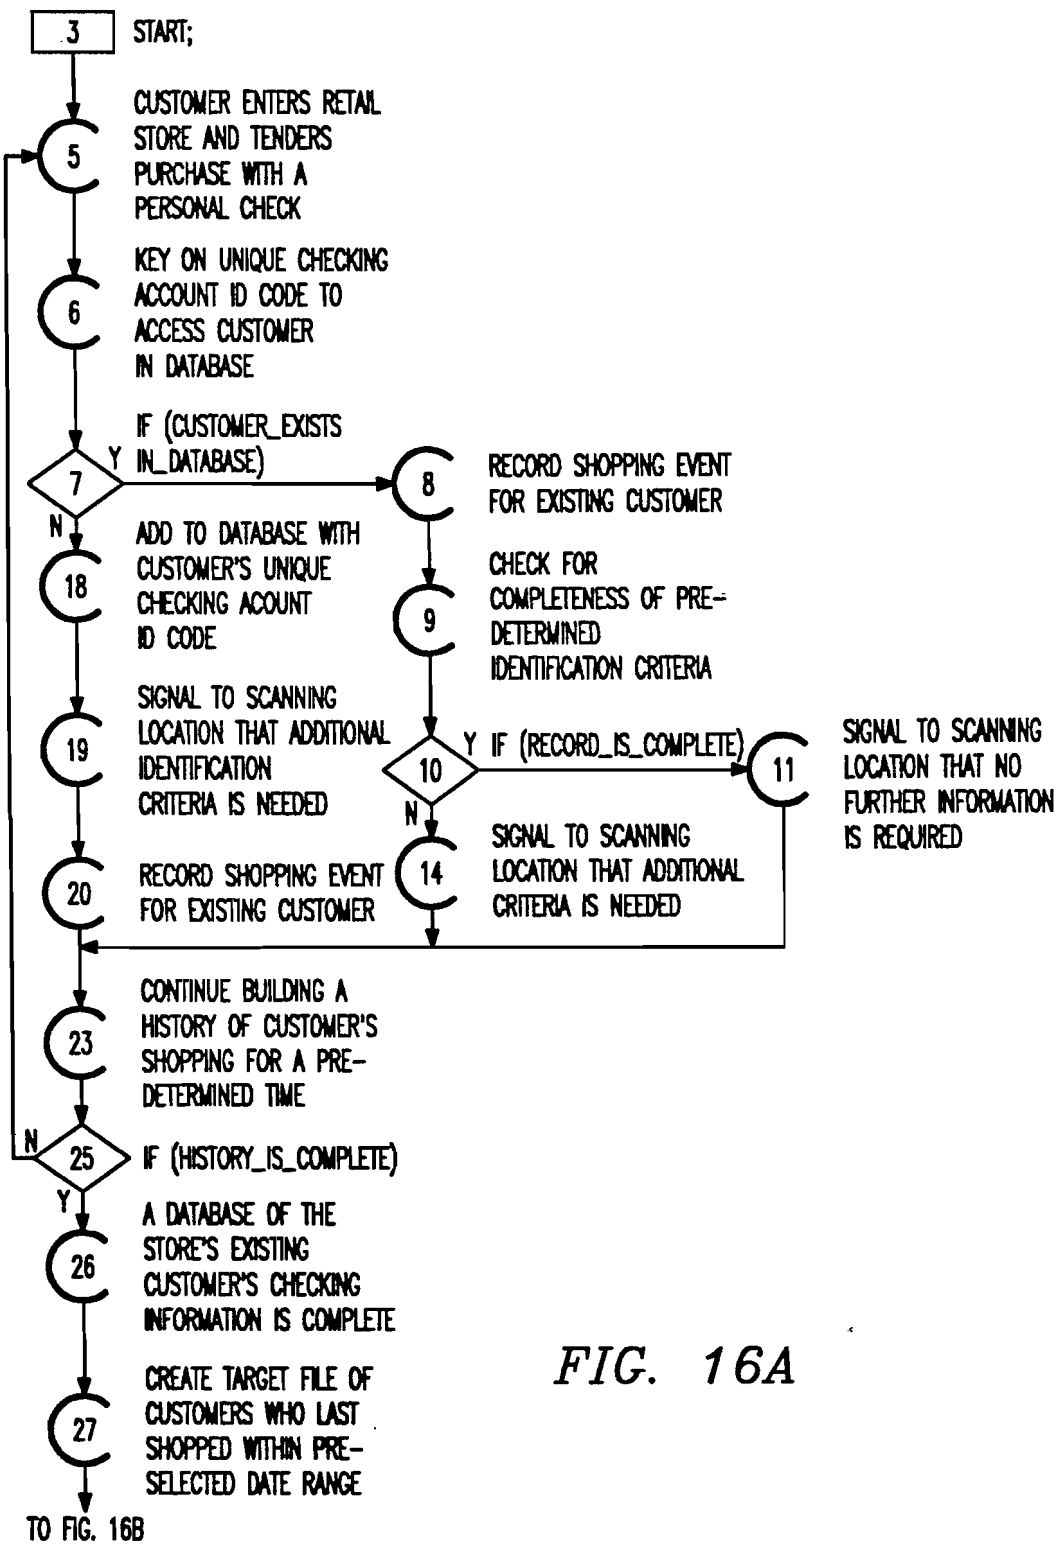 3 START;
CUSTOMER ENTERS RETAIL
STORE AND TENDERS
5
PURCHASE WITH A
PERSONAL CHECK
KEY ON UNIQUE CHECKING
ACCOUNT ID CODE TO
6
ACCESS CUSTOMER
IN DATABASE
IF (CUSTOMER_EXISTS
Y IN_DATABASE)
7
N
8
RECORD SHOPPING EVENT
FOR EXISTING CUSTOMER
ADD TO DATABASE WITH
CUSTOMER'S UNIQUE
18
CHECKING ACOUNT
ID CODE
CHECK FOR
COMPLETENESS OF PRE-
9
DETERMINED
IDENTIFICATION CRITERIA
SIGNAL TO SCANNING
LOCATION THAT ADDITIONAL
19
IDENTIFICATION
CRITERIA IS NEEDED
Y IF (RECORD_IS_COMPLETE)
10
N
11
SIGNAL TO SCANNING
LOCATION THAT NO
FURTHER INFORMATION
IS REQUIRED
SIGNAL TO SCANNING
14
LOCATION THAT ADDITIONAL
CRITERIA IS NEEDED
20
RECORD SHOPPING EVENT
FOR EXISTING CUSTOMER
CONTINUE BUILDING A
HISTORY OF CUSTOMER'S
23
SHOPPING FOR A PRE-
DETERMINED TIME
N
25 IF (HISTORY_IS_COMPLETE)
Y
A DATABASE OF THE
STORE'S EXISTING
26
CUSTOMER'S CHECKING
INFORMATION IS COMPLETE
FIG. 16A
CREATE TARGET FILE OF
CUSTOMERS WHO LAST
27
SHOPPED WITHIN PRE-
SELECTED DATE RANGE
TO FIG. 16B